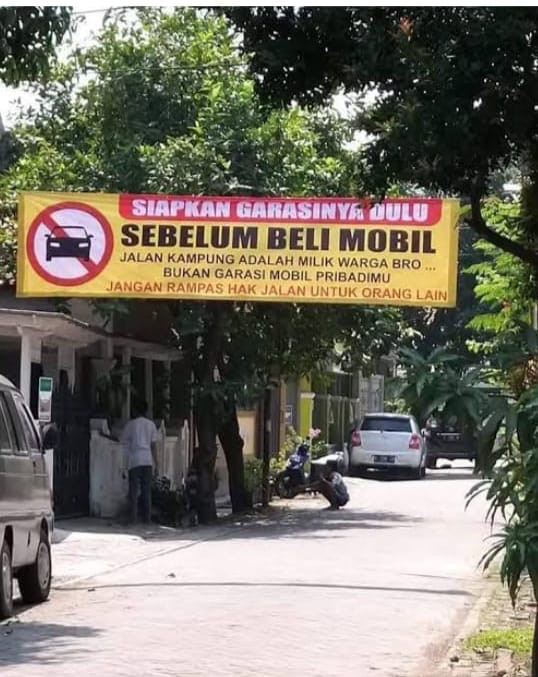 SIAPKAN GARASINYA DULU
SEBELUM BELI MOBIL
JALAN KAMPUNG ADALAH MILIK WARGA BRO ...
BUKAN GARASI MOBIL PRIBADIMU
JANGAN RAMPAS HAK JALAN UNTUK ORANG LAIN